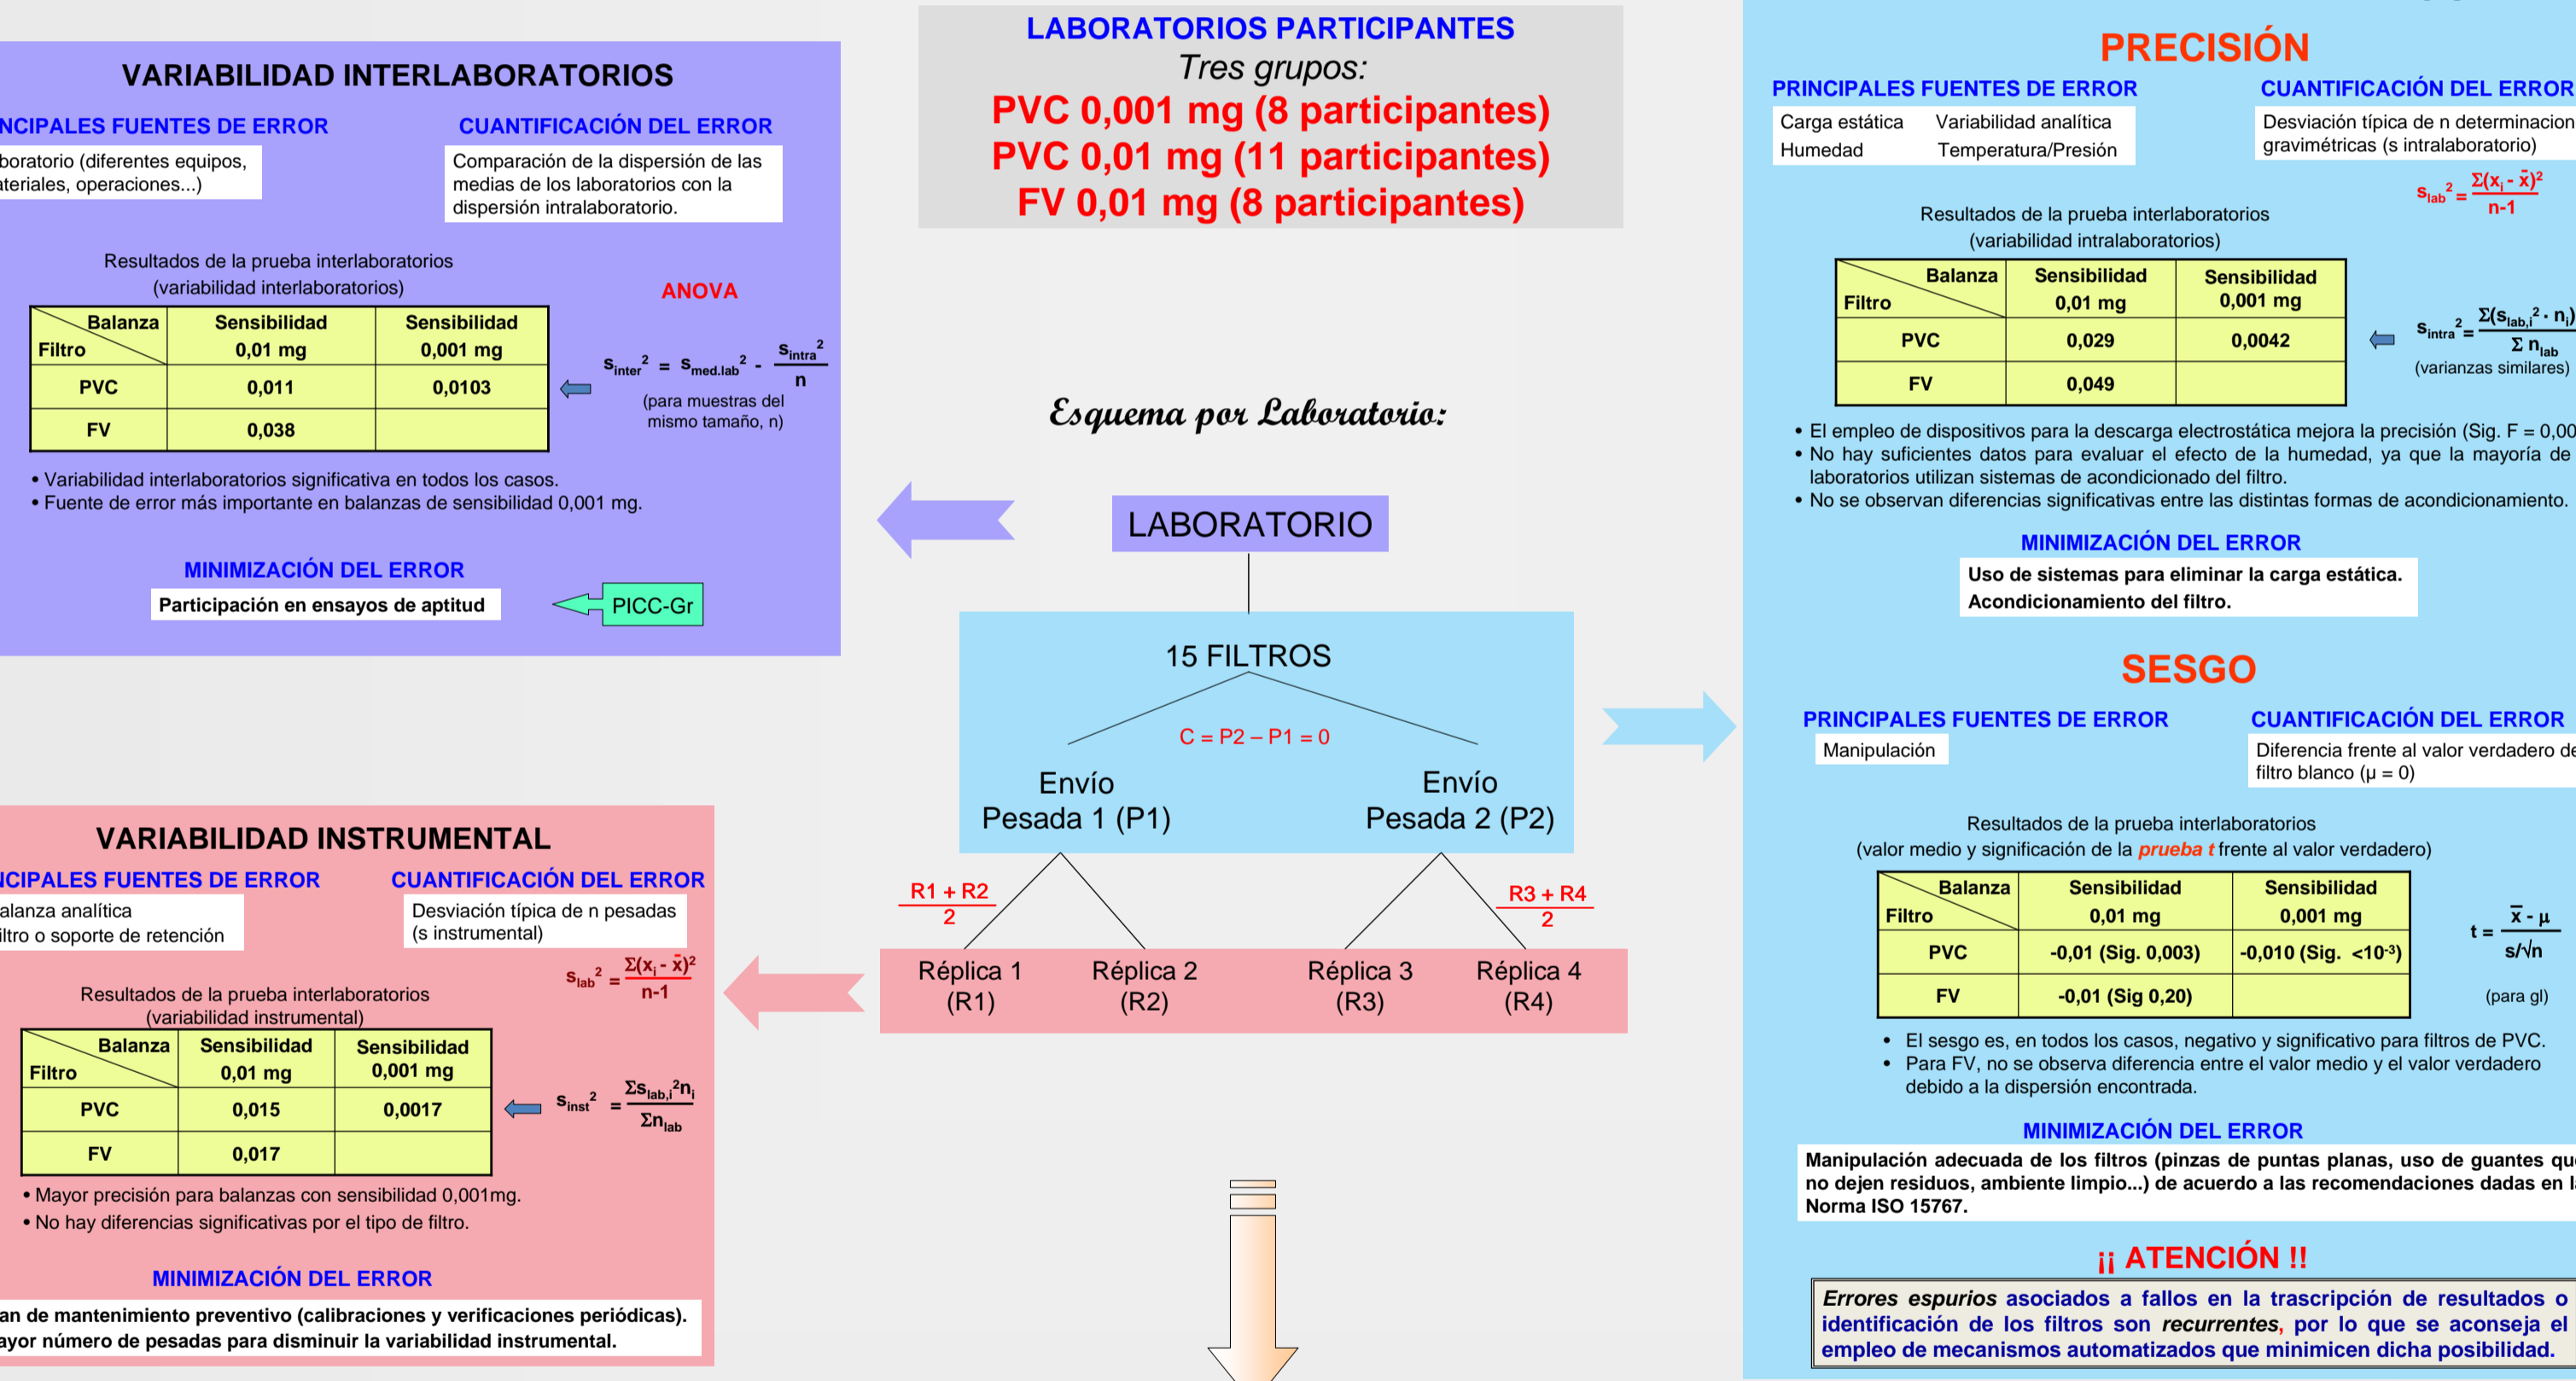 LABORATORIOS PARTICIPANTES
Tres grupos:
PVC 0,001 mg (8 participantes)
PVC 0,01 mg (11 participantes)
FV 0,01 mg (8 participantes)
VARIABILIDAD INTERLABORATORIOS
FUENTES DE ERROR
CUANTIFICACIÓN DEL ERROR
(diferentes equipos,
operaciones...)
Comparación de la dispersión de las
medias de los laboratorios con la
dispersión intralaboratorio.
Resultados de la prueba interlaboratorios
(variabilidad interlaboratorios)
Balanza
Filtro
Sensibilidad
0,01 mg
Sensibilidad
0,001 mg
PVC 0,011 0,0103
FV 0,038
ANOVA
s_inter² = s_med.lab² - s_intra²/n
(para muestras del
mismo tamaño, n)
• Variabilidad interlaboratorios significativa en todos los casos.
• Fuente de error más importante en balanzas de sensibilidad 0,001 mg.
MINIMIZACIÓN DEL ERROR
Participación en ensayos de aptitud
PICC-Gr
VARIABILIDAD INSTRUMENTAL
FUENTES DE ERROR
CUANTIFICACIÓN DEL ERROR
analítica
o soporte de retención
Desviación típica de n pesadas
(s instrumental)
s_lab² = Σ(xᵢ - x̄)²/n-1
Resultados de la prueba interlaboratorios
(variabilidad instrumental)
Balanza
Filtro
Sensibilidad
0,01 mg
Sensibilidad
0,001 mg
PVC 0,015 0,0017
FV 0,017
s_inst² = Σs_lab,i²nᵢ/Σn_lab
• Mayor precisión para balanzas con sensibilidad 0,001mg.
• No hay diferencias significativas por el tipo de filtro.
MINIMIZACIÓN DEL ERROR
de mantenimiento preventivo (calibraciones y verificaciones periódicas).
número de pesadas para disminuir la variabilidad instrumental.
Esquema por Laboratorio:
LABORATORIO
15 FILTROS
C = P2 – P1 = 0
Envío
Pesada 1 (P1)
Envío
Pesada 2 (P2)
R1 + R2
2
R3 + R4
2
Réplica 1
(R1)
Réplica 2
(R2)
Réplica 3
(R3)
Réplica 4
(R4)
PRECISIÓN
PRINCIPALES FUENTES DE ERROR
CUANTIFICACIÓN DEL ERROR
Carga estática Variabilidad analítica
Humedad Temperatura/Presión
Desviación típica de n
gravimétricas (s intralaboratorio)
s_lab² = Σ(xᵢ - x̄)²/n-1
Resultados de la prueba interlaboratorios
(variabilidad intralaboratorios)
Balanza
Filtro
Sensibilidad
0,01 mg
Sensibilidad
0,001 mg
PVC 0,029 0,0042
FV 0,049
s_intra² = Σ(s_lab,i² · nᵢ)/Σ n_lab
(varianzas similares)
• El empleo de dispositivos para la descarga electrostática mejora la precisión (Sig. F = 0,00
• No hay suficientes datos para evaluar el efecto de la humedad, ya que la mayoría de
laboratorios utilizan sistemas de acondicionado del filtro.
• No se observan diferencias significativas entre las distintas formas de acondicionamiento.
MINIMIZACIÓN DEL ERROR
Uso de sistemas para eliminar la carga estática.
Acondicionamiento del filtro.
SESGO
PRINCIPALES FUENTES DE ERROR
CUANTIFICACIÓN DEL ERROR
Manipulación
Diferencia frente al valor verdadero
filtro blanco (μ = 0)
Resultados de la prueba interlaboratorios
(valor medio y significación de la prueba t frente al valor verdadero)
Balanza
Filtro
Sensibilidad
0,01 mg
Sensibilidad
0,001 mg
PVC -0,01 (Sig. 0,003) -0,010 (Sig. <10⁻³)
FV -0,01 (Sig 0,20)
t = x̄ - μ/s/√n
(para gl)
• El sesgo es, en todos los casos, negativo y significativo para filtros de PVC.
• Para FV, no se observa diferencia entre el valor medio y el valor verdadero
debido a la dispersión encontrada.
MINIMIZACIÓN DEL ERROR
Manipulación adecuada de los filtros (pinzas de puntas planas, uso de guantes que
no dejen residuos, ambiente limpio...) de acuerdo a las recomendaciones dadas en
Norma ISO 15767.
¡¡ ATENCIÓN !!
Errores espurios asociados a fallos en la trascripción de resultados o
identificación de los filtros son recurrentes, por lo que se aconseja el
empleo de mecanismos automatizados que minimicen dicha posibilidad.